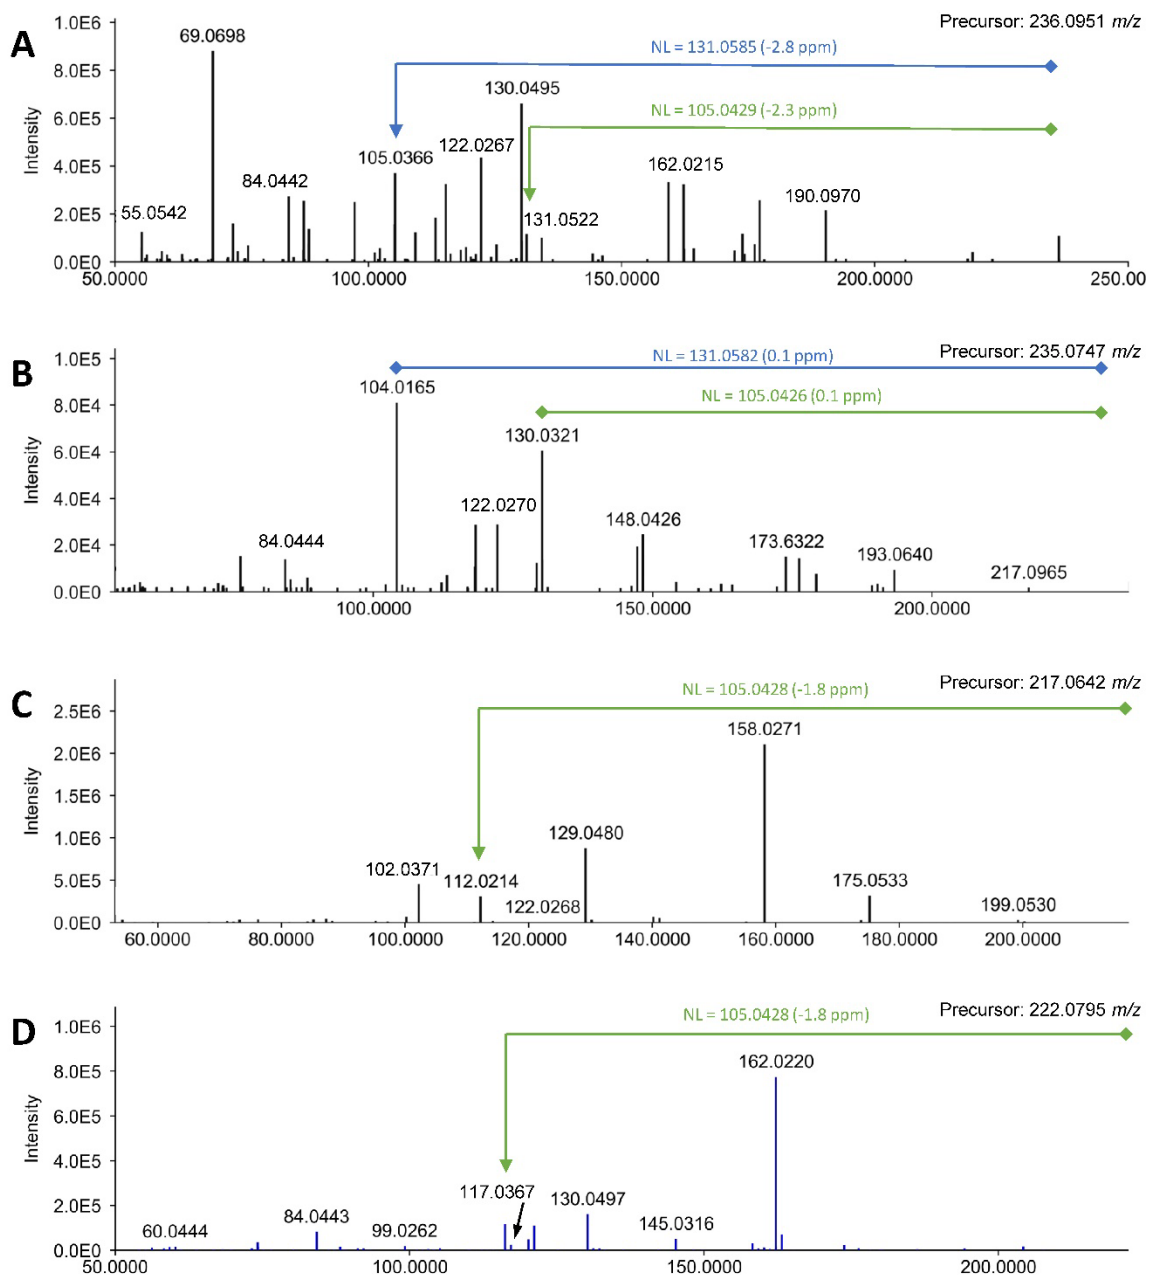 A
Precursor: 236.0951 m/z
1.0E6
8.0E5
6.0E5
4.0E5
2.0E5
0.0E0
Intensity
69.0698
NL = 131.0585 (-2.8 ppm)
130.0495
NL = 105.0429 (-2.3 ppm)
105.0366
122.0267
84.0442
162.0215
55.0542
131.0522
190.0970
50.0000 100.0000 150.0000 200.0000 250.00
B
Precursor: 235.0747 m/z
1.0E5
8.0E4
6.0E4
4.0E4
2.0E4
0.0E0
Intensity
NL = 131.0582 (0.1 ppm)
104.0165
NL = 105.0426 (0.1 ppm)
130.0321
122.0270
148.0426
84.0444
173.6322
193.0640
217.0965
100.0000 150.0000 200.0000
C
Precursor: 217.0642 m/z
2.5E6
2.0E6
1.5E6
1.0E6
5.0E5
0.0E0
Intensity
NL = 105.0428 (-1.8 ppm)
158.0271
129.0480
102.0371
112.0214
122.0268
175.0533
199.0530
60.0000 80.0000 100.0000 120.0000 140.0000 160.0000 180.0000 200.0000
D
Precursor: 222.0795 m/z
1.0E6
8.0E5
6.0E5
4.0E5
2.0E5
0.0E0
Intensity
NL = 105.0428 (-1.8 ppm)
162.0220
117.0367
130.0497
60.0444
84.0443
99.0262
145.0316
50.0000 100.0000 150.0000 200.0000